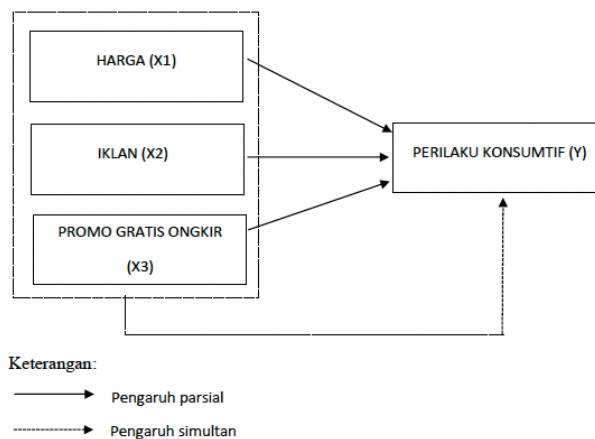 HARGA (X1)
IKLAN (X2)
PERILAKU KONSUMTIF (Y)
PROMO GRATIS ONGKIR
(X3)
Keterangan:
Pengaruh parsial
Pengaruh simultan